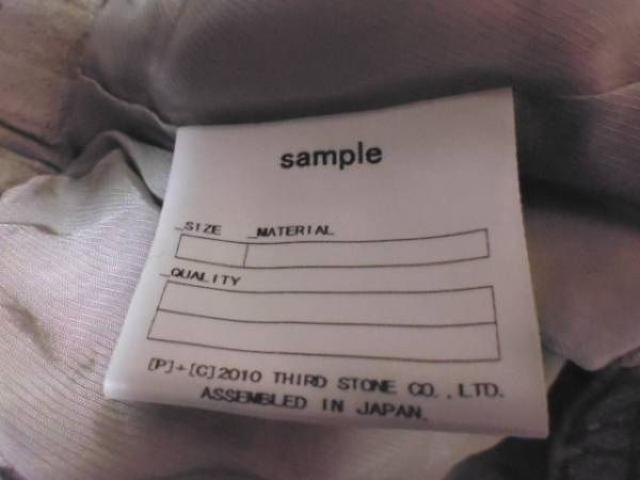 sample
_SIZE _MATERIAL
_QUALITY
[P]+[C]2010 THIRD STONE CO., LTD.
ASSEMBLED IN JAPAN.